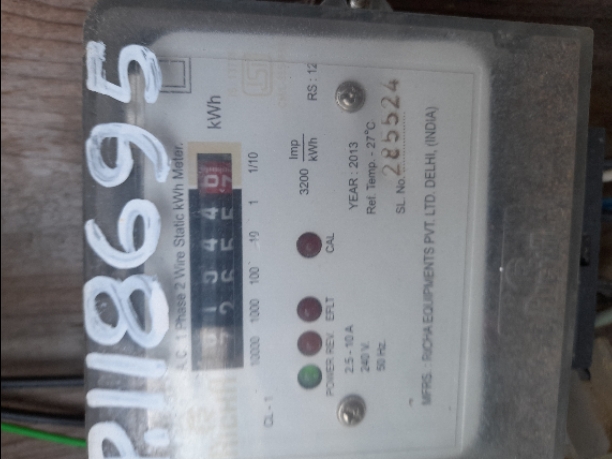 P.118695
A.C. 1 Phase 2 Wire Static kWh Meter.
kWh
10000 1000 100 10 1 1/10
CL - 1
3200 Imp
kWh
RS : 12
POWER REV. EFLT CAL
2.5 - 10 A
240 V.
50 Hz.
YEAR : 2013
Ref. Temp. - 27°C
SL. No. 285524
MFRS. : RICHA EQUIPMENTS PVT. LTD. DELHI, (INDIA)